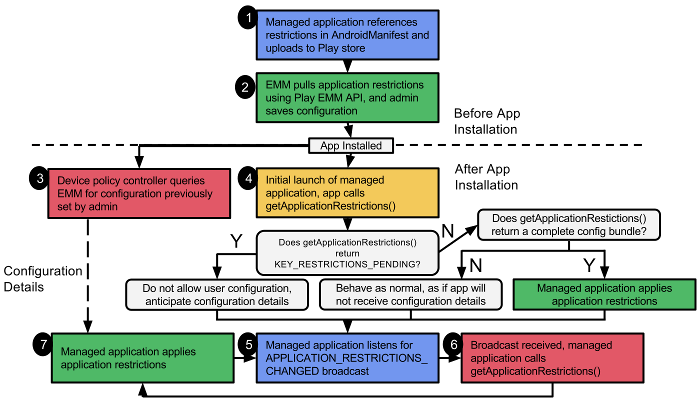 1
Managed application references
restrictions in AndroidManifest and
uploads to Play store
2
EMM pulls application restrictions
using Play EMM API, and admin
saves configuration
Before App
Installation
App Installed
After App
Installation
3
Device policy controller queries
EMM for configuration previously
set by admin
4
Initial launch of managed
application, app calls
getApplicationRestrictions()
Does getApplicationRestictions()
return a complete config bundle?
Y
N
Does getApplicationRestrictions()
return
KEY_RESTRICTIONS_PENDING?
N
Y
Configuration
Details
Do not allow user configuration,
anticipate configuration details
Behave as normal, as if app will
not receive configuration details
Managed application applies
application restrictions
7
Managed application applies
application restrictions
5
Managed application listens for
APPLICATION_RESTRICTIONS_
CHANGED broadcast
6
Broadcast received, managed
application calls
getApplicationRestrictions()